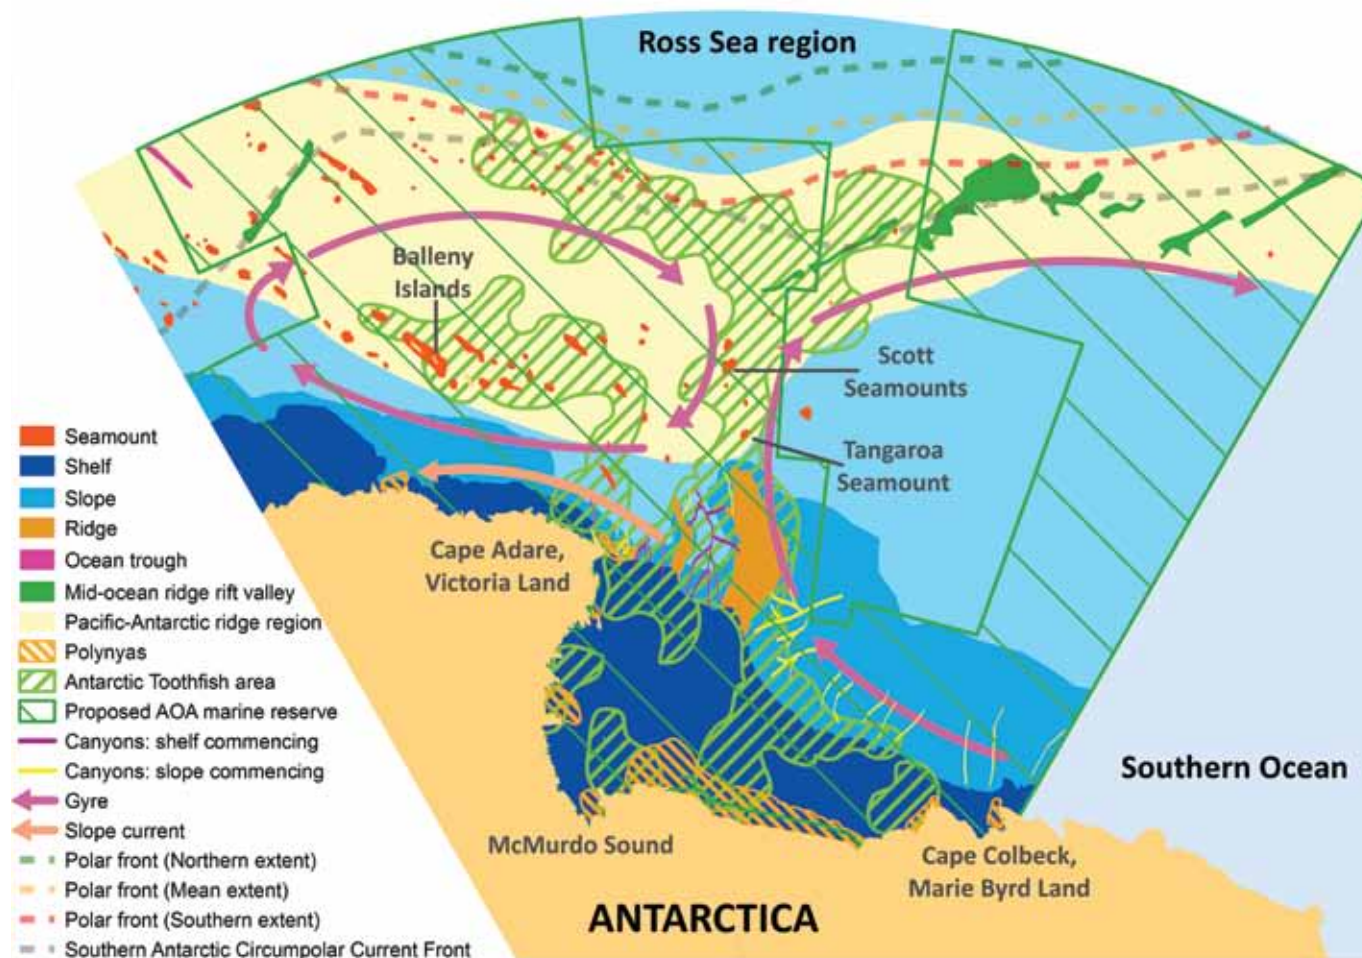 Ross Sea region
Balleny
Islands
Scott
Seamounts
Tangaroa
Seamount
Cape Adare,
Victoria Land
Southern Ocean
McMurdo Sound
Cape Colbeck,
Marie Byrd Land
ANTARCTICA
Seamount
Shelf
Slope
Ridge
Ocean trough
Mid-ocean ridge rift valley
Pacific-Antarctic ridge region
Polynyas
Antarctic Toothfish area
Proposed AOA marine reserve
Canyons: shelf commencing
Canyons: slope commencing
Gyre
Slope current
Polar front (Northern extent)
Polar front (Mean extent)
Polar front (Southern extent)
Southern Antarctic Circumpolar Current Front